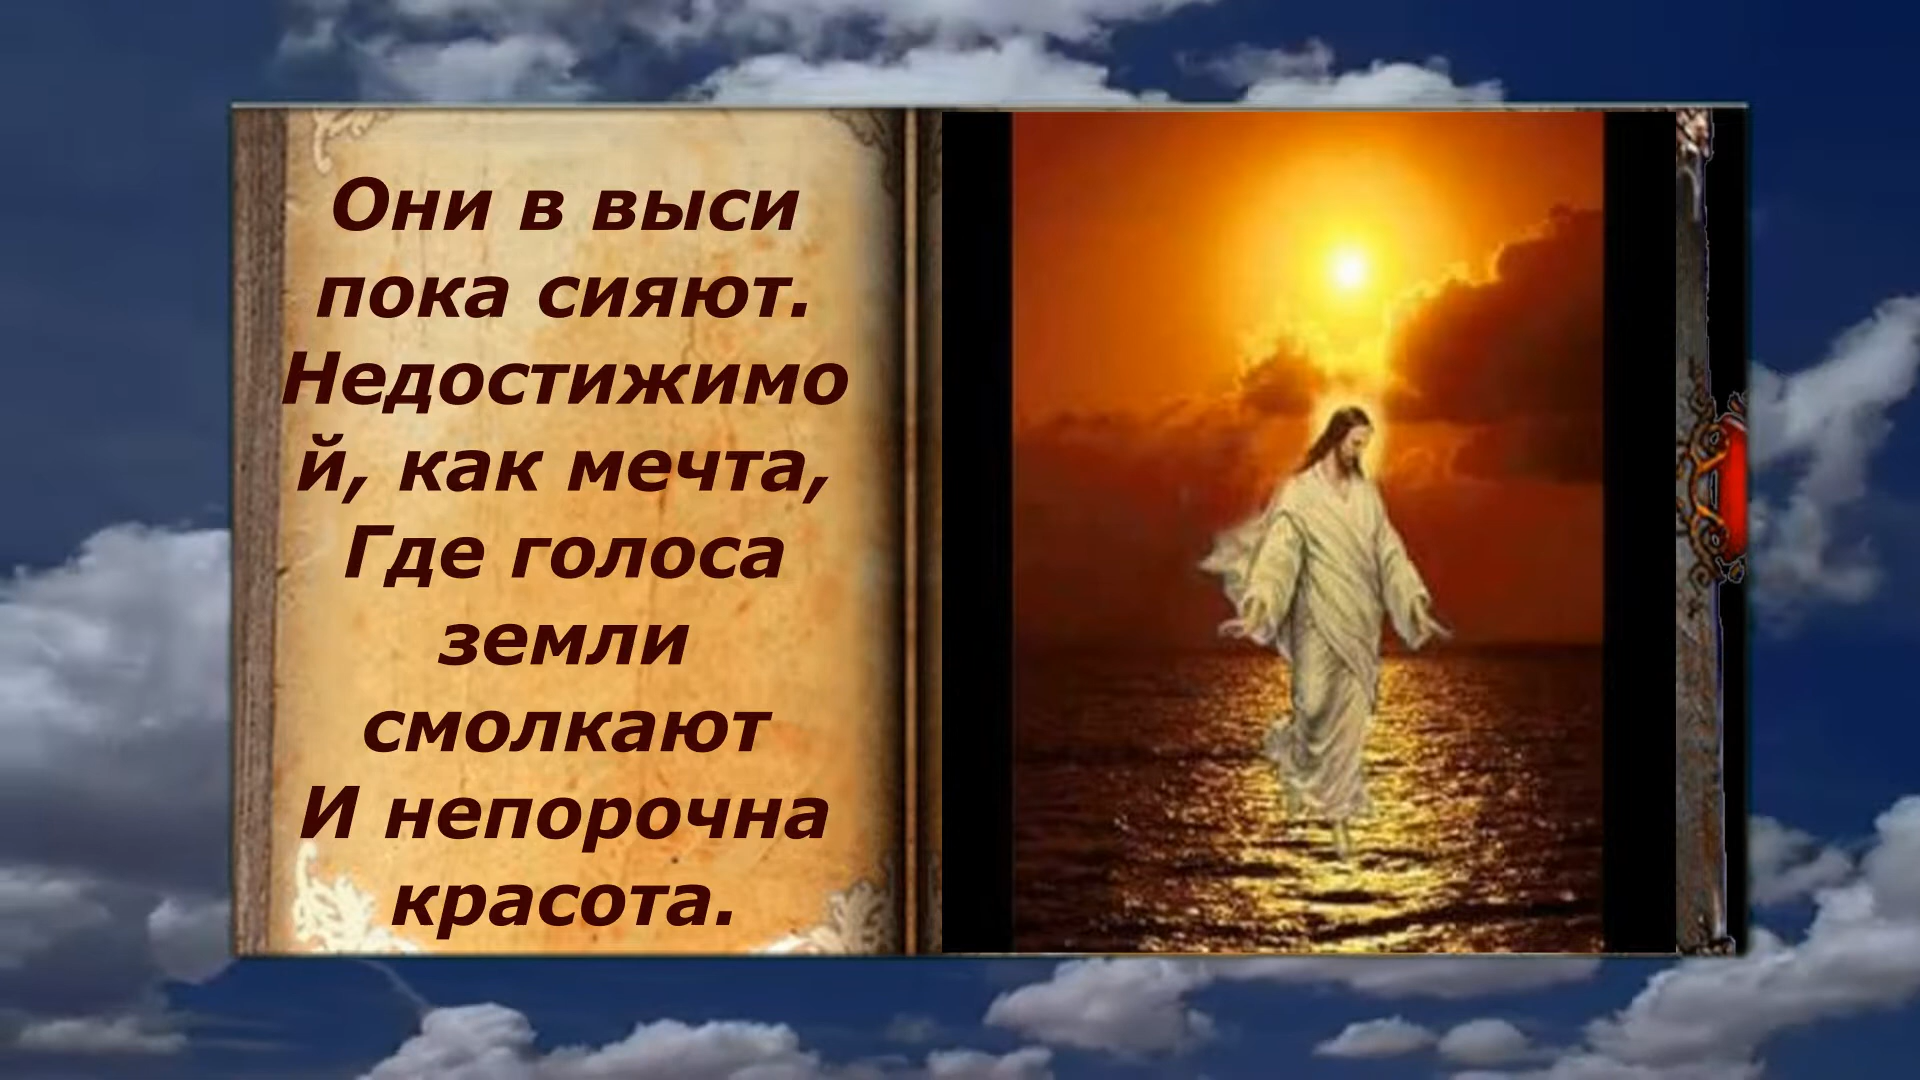 Они в выси
пока сияют.
Недостижимо
й, как мечта,
Где голоса
земли
смолкают
И непорочна
красота.